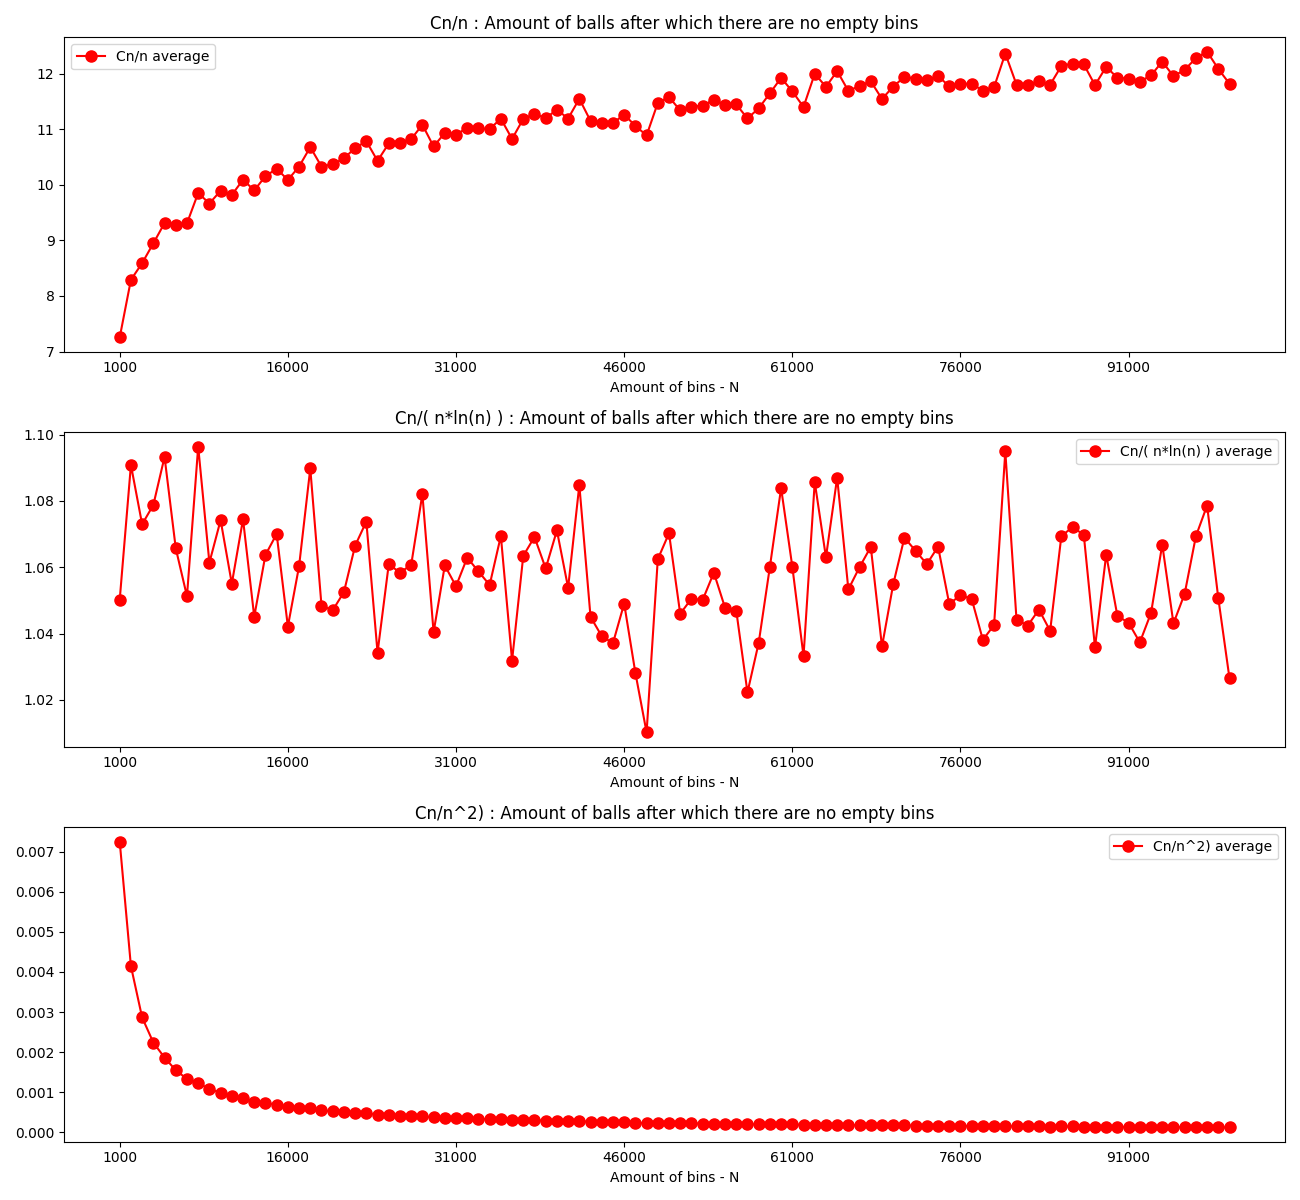 Cn/n : Amount of balls after which there are no empty bins
Cn/n average
12
11
10
9
8
7
1000 16000 31000 46000 61000 76000 91000
Amount of bins - N
Cn/( n*ln(n) ) : Amount of balls after which there are no empty bins
Cn/( n*ln(n) ) average
1.10
1.08
1.06
1.04
1.02
1000 16000 31000 46000 61000 76000 91000
Amount of bins - N
Cn/n^2) : Amount of balls after which there are no empty bins
Cn/n^2) average
0.007
0.006
0.005
0.004
0.003
0.002
0.001
0.000
1000 16000 31000 46000 61000 76000 91000
Amount of bins - N